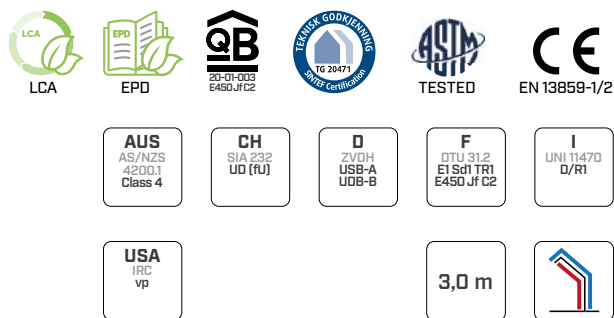 LCA
LCA
EPD
EPD
QB
20-01-003
E450 Jf C2
TEKNISK GODKJENNING
TG 20471
SINTEF Certification
ASTM
TESTED
CE
EN 13859-1/2
AUS
AS/NZS
4200.1
Class 4
CH
SIA 232
UD (fU)
D
ZVDH
USB-A
UDB-B
F
DTU 31.2
E1 Sd1 TR1
E450 Jf C2
I
UNI 11470
D/R1
USA
IRC
vp
3,0 m